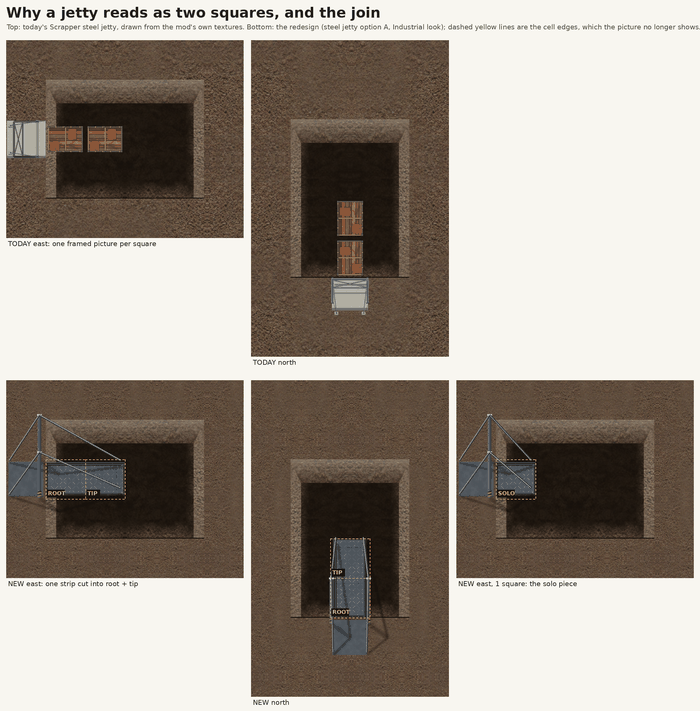 Why a jetty reads as two squares, and the join
Top: today's Scrapper steel jetty, drawn from the mod's own textures. Bottom: the redesign (steel jetty option A, Industrial look); dashed yellow lines are the cell edges, which the picture no longer shows.
TODAY east: one framed picture per square
TODAY north
ROOT
TIP
SOLO
TIP
ROOT
NEW east: one strip cut into root + tip
NEW east, 1 square: the solo piece
NEW north